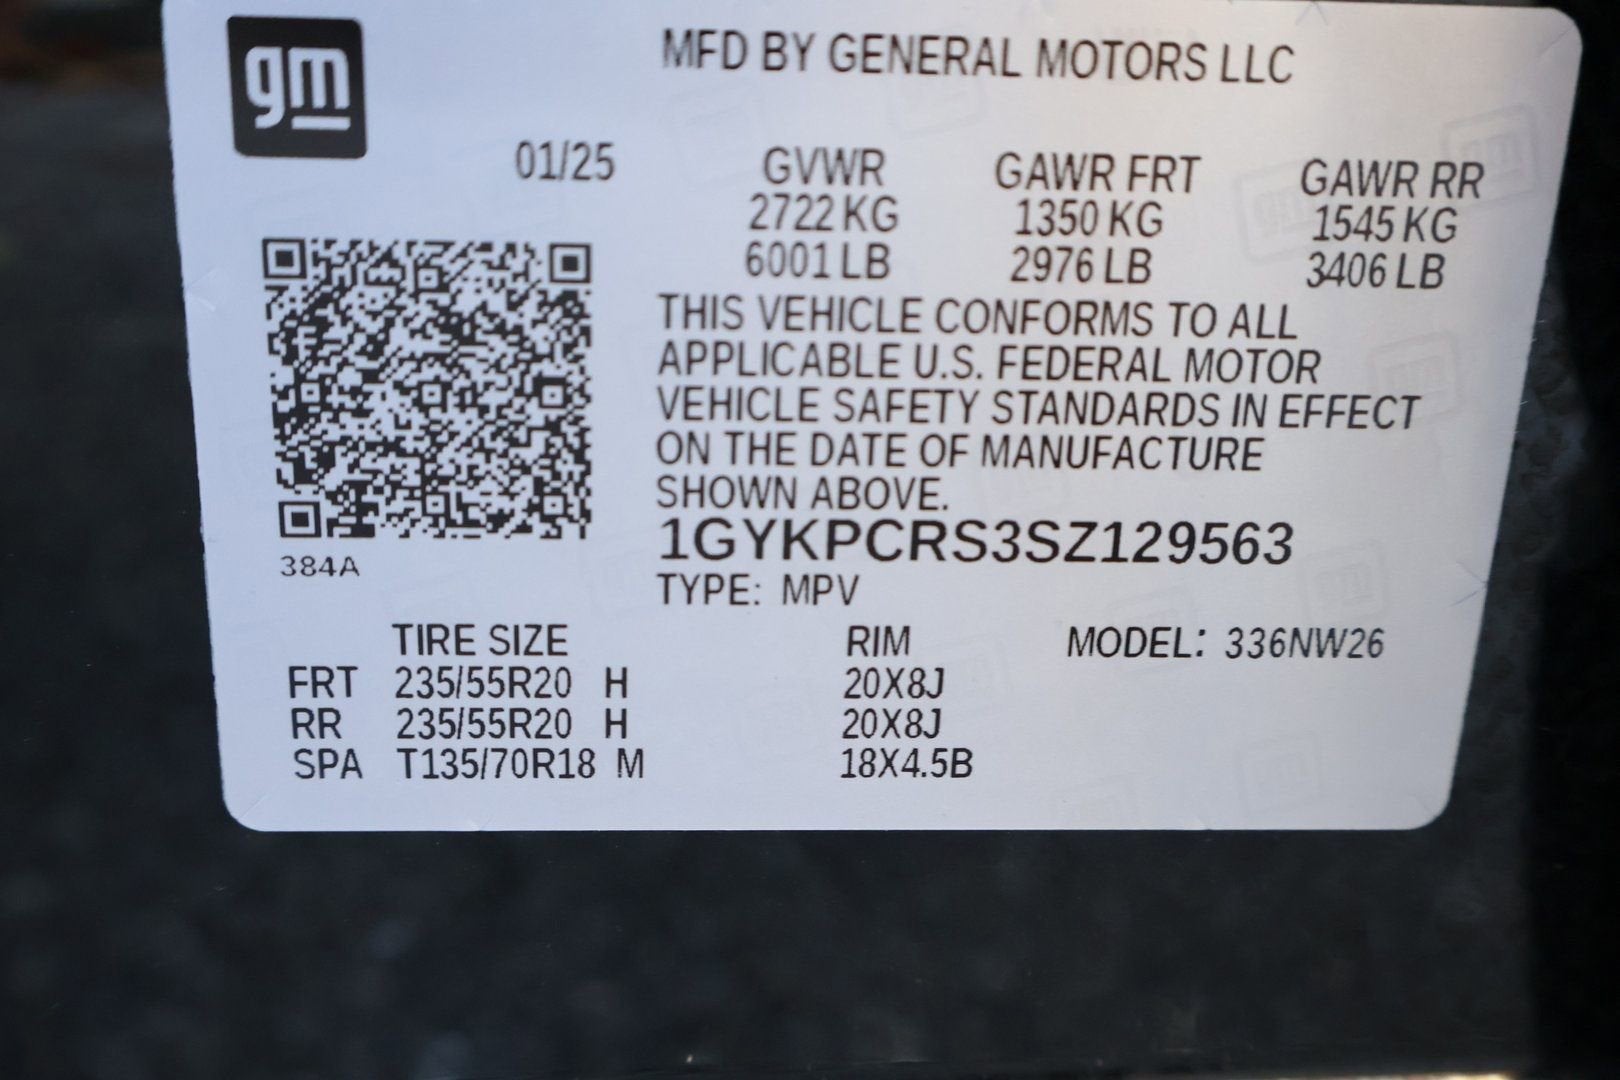 gm
MFD BY GENERAL MOTORS LLC
01/25 GVWR GAWR FRT GAWR RR
2722 KG 1350 KG 1545 KG
6001 LB 2976 LB 3406 LB
THIS VEHICLE CONFORMS TO ALL
APPLICABLE U.S. FEDERAL MOTOR
VEHICLE SAFETY STANDARDS IN EFFECT
ON THE DATE OF MANUFACTURE
SHOWN ABOVE.
1GYKPCRS3SZ129563
384A
TYPE: MPV
TIRE SIZE RIM MODEL: 336NW26
FRT 235/55R20 H 20X8J
RR 235/55R20 H 20X8J
SPA T135/70R18 M 18X4.5B